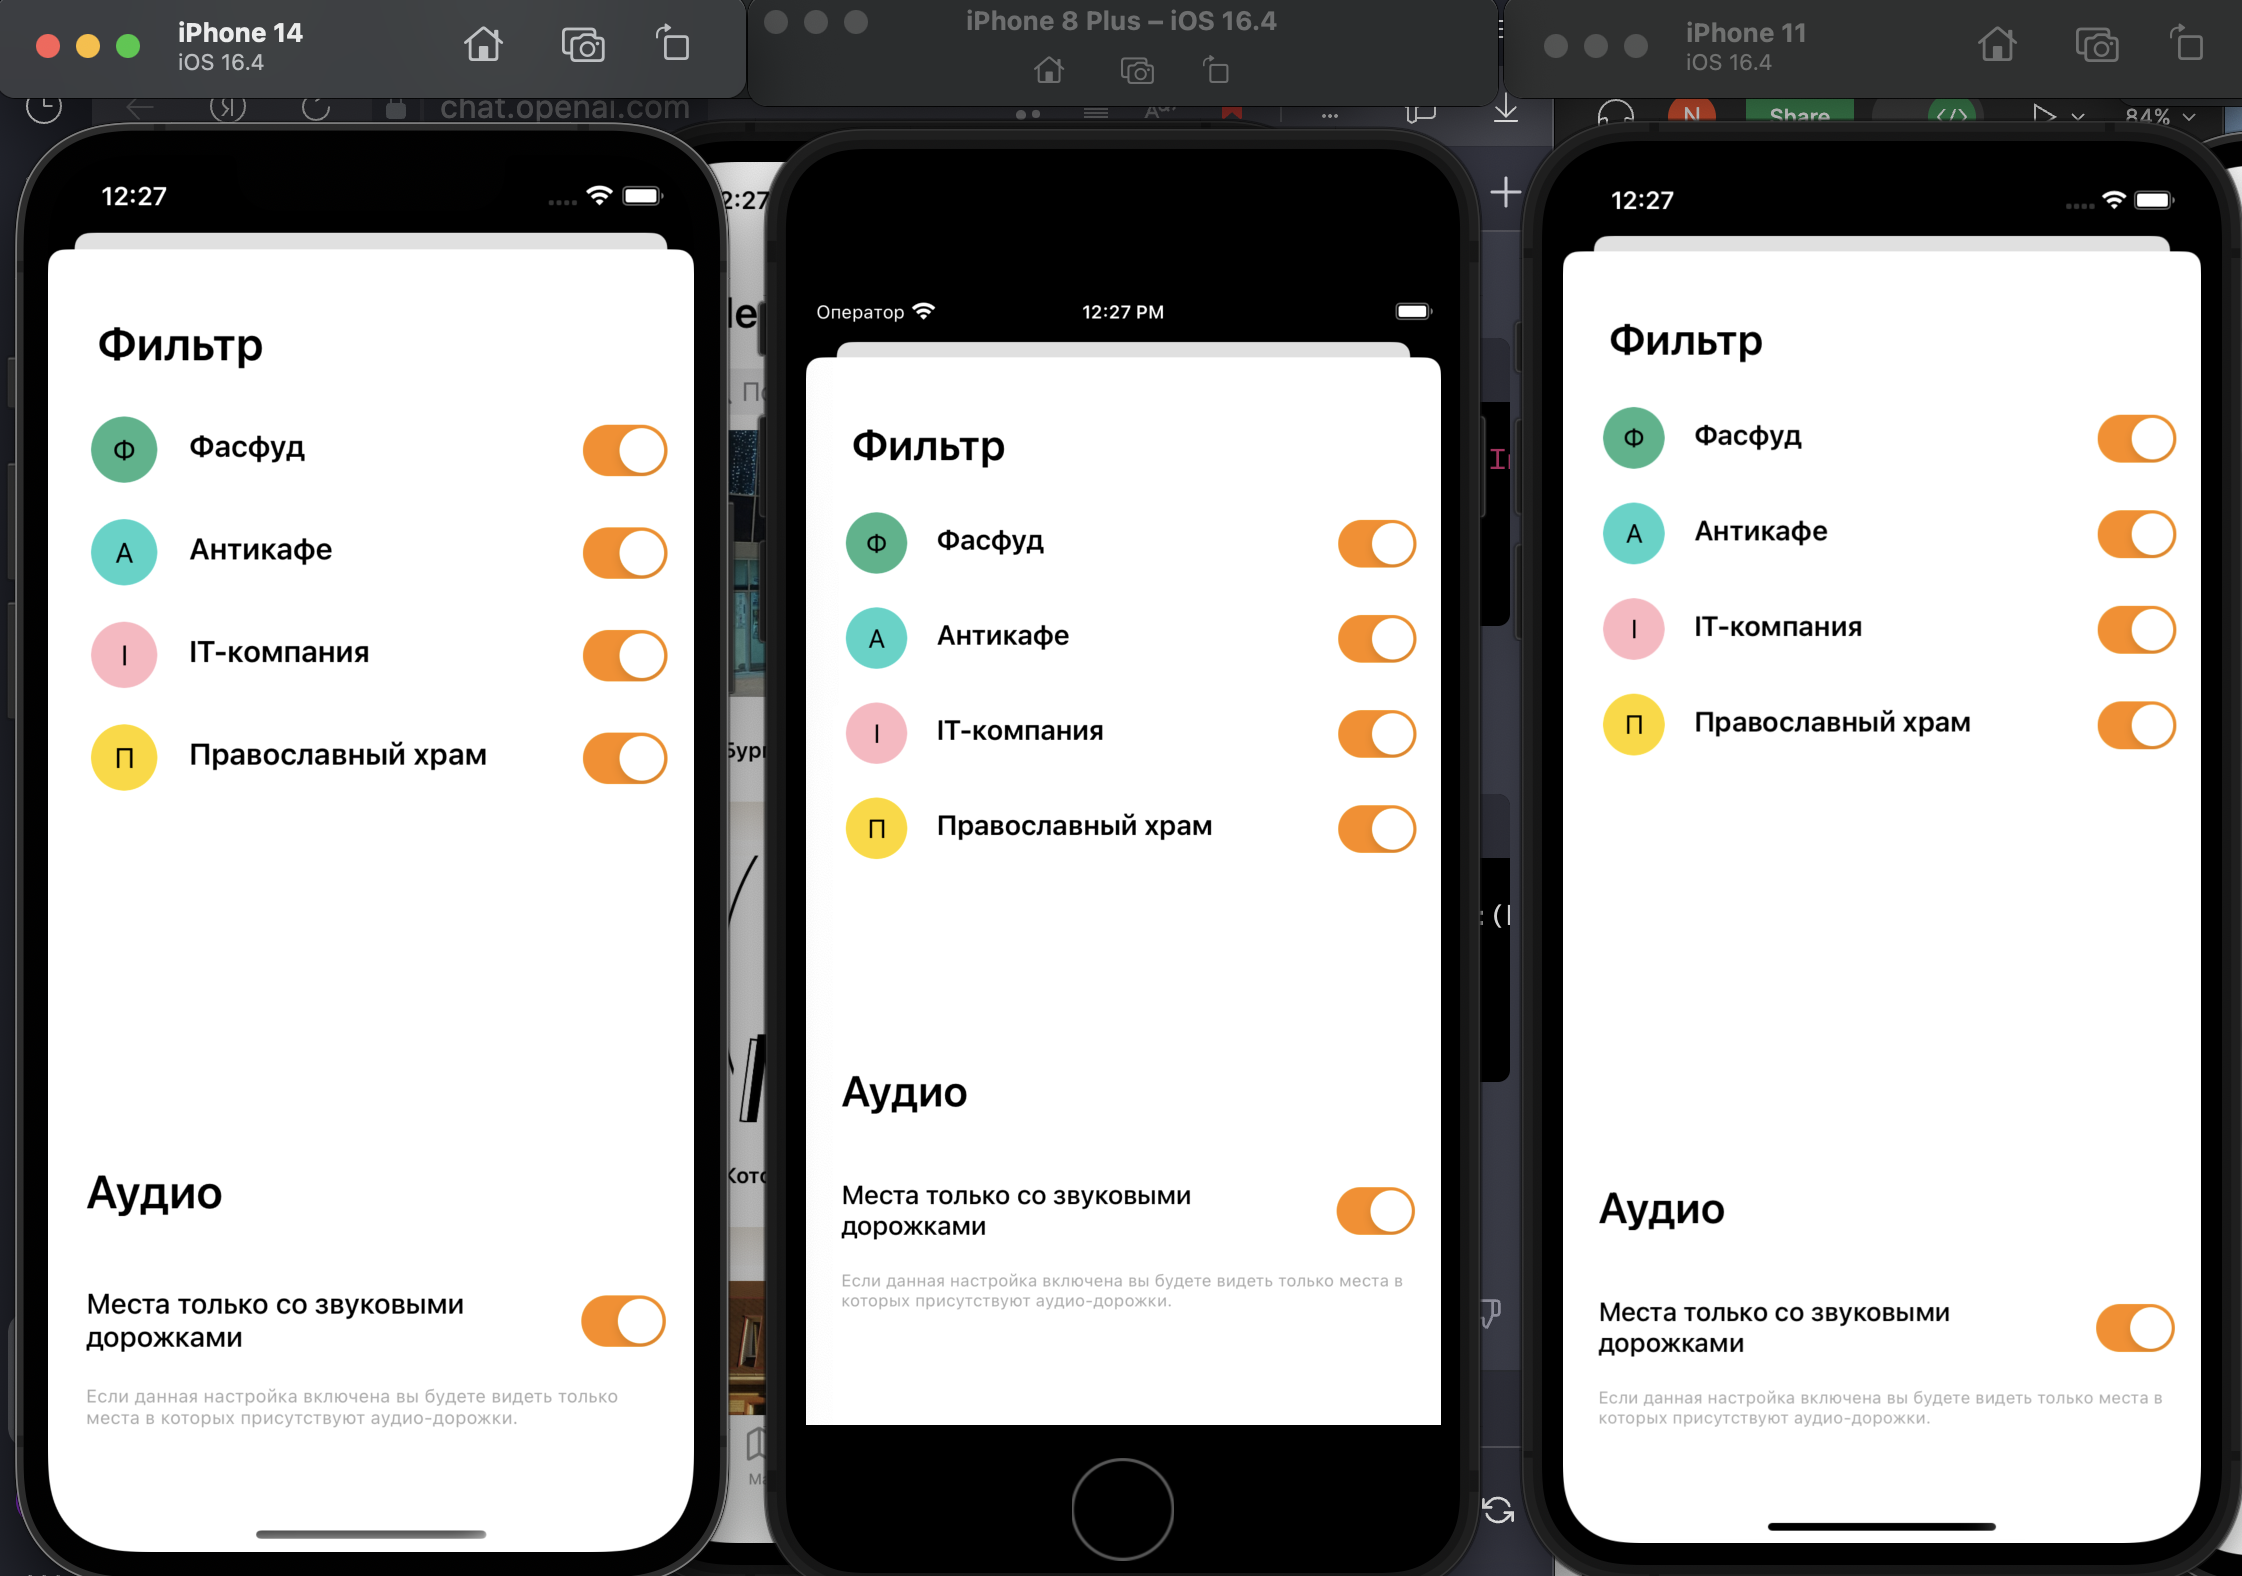 iPhone 14
iOS 16.4
iPhone 8 Plus – iOS 16.4
iPhone 11
iOS 16.4
chat.openai.com
N
Share
84%
12:27
Фильтр
Ф
Фасфуд
А
Антикафе
I
IT-компания
П
Православный храм
Аудио
Места только со звуковыми
дорожками
Если данная настройка включена вы будете видеть только
места в которых присутствуют аудио-дорожки.
2:27
Оператор
12:27 PM
Фильтр
Ф
Фасфуд
А
Антикафе
I
IT-компания
П
Православный храм
Аудио
Места только со звуковыми
дорожками
Если данная настройка включена вы будете видеть только места в
которых присутствуют аудио-дорожки.
12:27
Фильтр
Ф
Фасфуд
А
Антикафе
I
IT-компания
П
Православный храм
Аудио
Места только со звуковыми
дорожками
Если данная настройка включена вы будете видеть только места в
которых присутствуют аудио-дорожки.